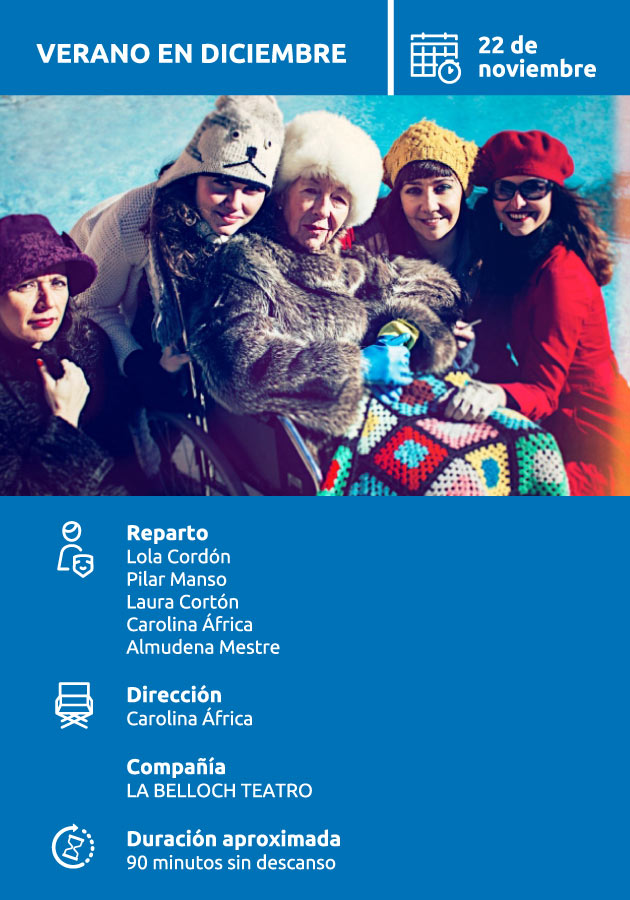 VERANO EN DICIEMBRE
22 de
noviembre
Reparto
Lola Cordón
Pilar Manso
Laura Cortón
Carolina África
Almudena Mestre
Dirección
Carolina África
Compañía
LA BELLOCH TEATRO
Duración aproximada
90 minutos sin descanso